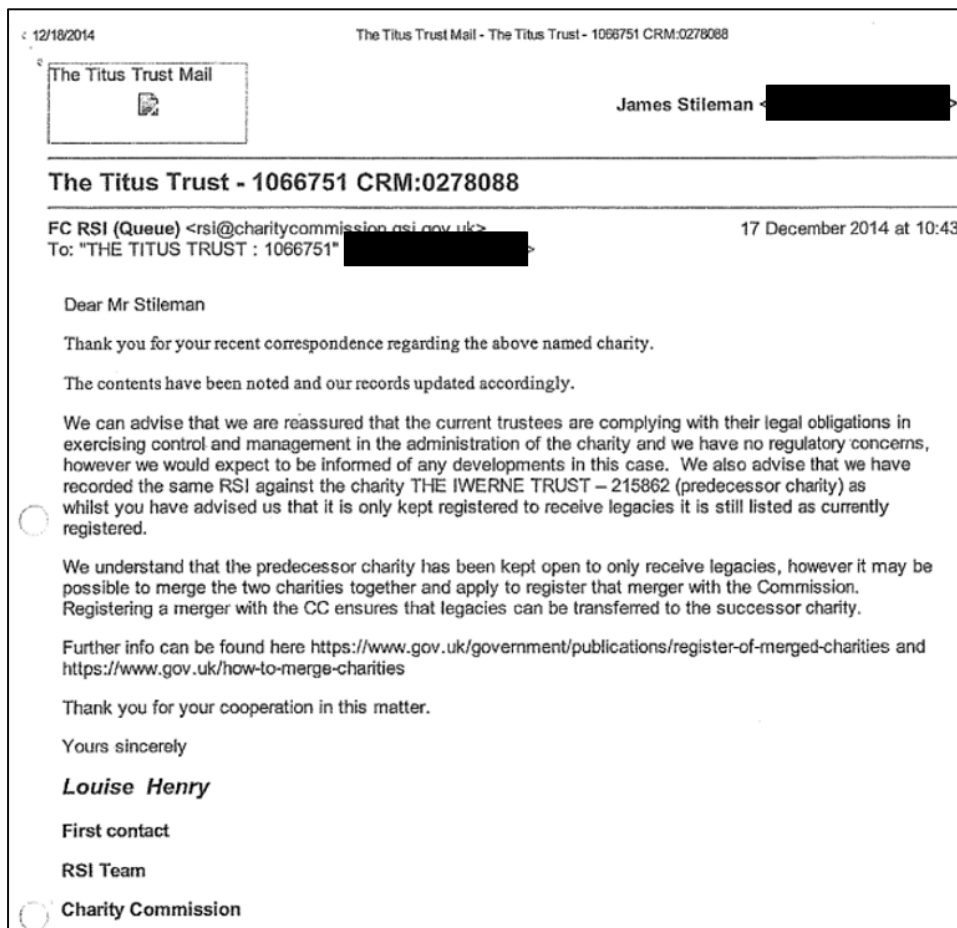 12/18/2014
The Titus Trust Mail - The Titus Trust - 1066751 CRM:0278088
The Titus Trust Mail
James Stileman < >
The Titus Trust - 1066751 CRM:0278088
FC RSI (Queue) <rsi@charitycommission.gsi.gov.uk>
17 December 2014 at 10:43
To: "THE TITUS TRUST : 1066751" >
Dear Mr Stileman
Thank you for your recent correspondence regarding the above named charity.
The contents have been noted and our records updated accordingly.
We can advise that we are reassured that the current trustees are complying with their legal obligations in
exercising control and management in the administration of the charity and we have no regulatory concerns,
however we would expect to be informed of any developments in this case. We also advise that we have
recorded the same RSI against the charity THE IWERNE TRUST – 215862 (predecessor charity) as
whilst you have advised us that it is only kept registered to receive legacies it is still listed as currently
registered.
We understand that the predecessor charity has been kept open to only receive legacies, however it may be
possible to merge the two charities together and apply to register that merger with the Commission.
Registering a merger with the CC ensures that legacies can be transferred to the successor charity.
Further info can be found here https://www.gov.uk/government/publications/register-of-merged-charities and
https://www.gov.uk/how-to-merge-charities
Thank you for your cooperation in this matter.
Yours sincerely
Louise Henry
First contact
RSI Team
Charity Commission